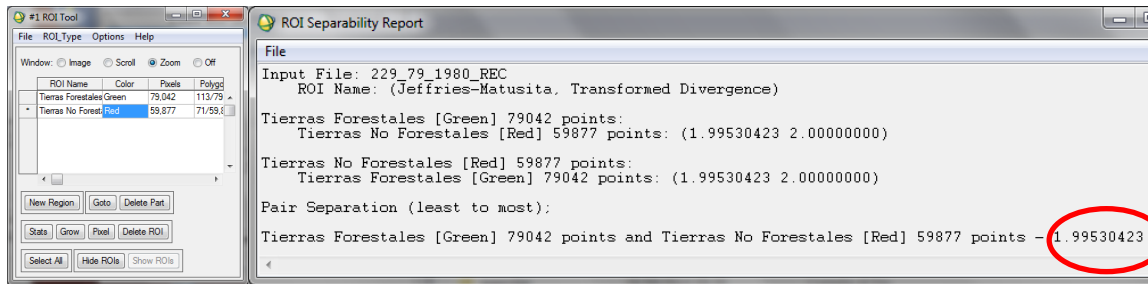 #1 ROI Tool
File ROI_Type Options Help
Window: Image Scroll Zoom Off
ROI Name Color Pixels Polygo
Tierras Forestales Green 79,042 113/79
* Tierras No Forest Red 59,877 71/59,8
New Region Goto Delete Part
Stats Grow Pixel Delete ROI
Select All Hide ROIs Show ROIs
ROI Separability Report
File
Input File: 229_79_1980_REC
ROI Name: (Jeffries-Matusita, Transformed Divergence)
Tierras Forestales [Green] 79042 points:
Tierras No Forestales [Red] 59877 points: (1.99530423 2.00000000)
Tierras No Forestales [Red] 59877 points:
Tierras Forestales [Green] 79042 points: (1.99530423 2.00000000)
Pair Separation (least to most);
Tierras Forestales [Green] 79042 points and Tierras No Forestales [Red] 59877 points - 1.99530423